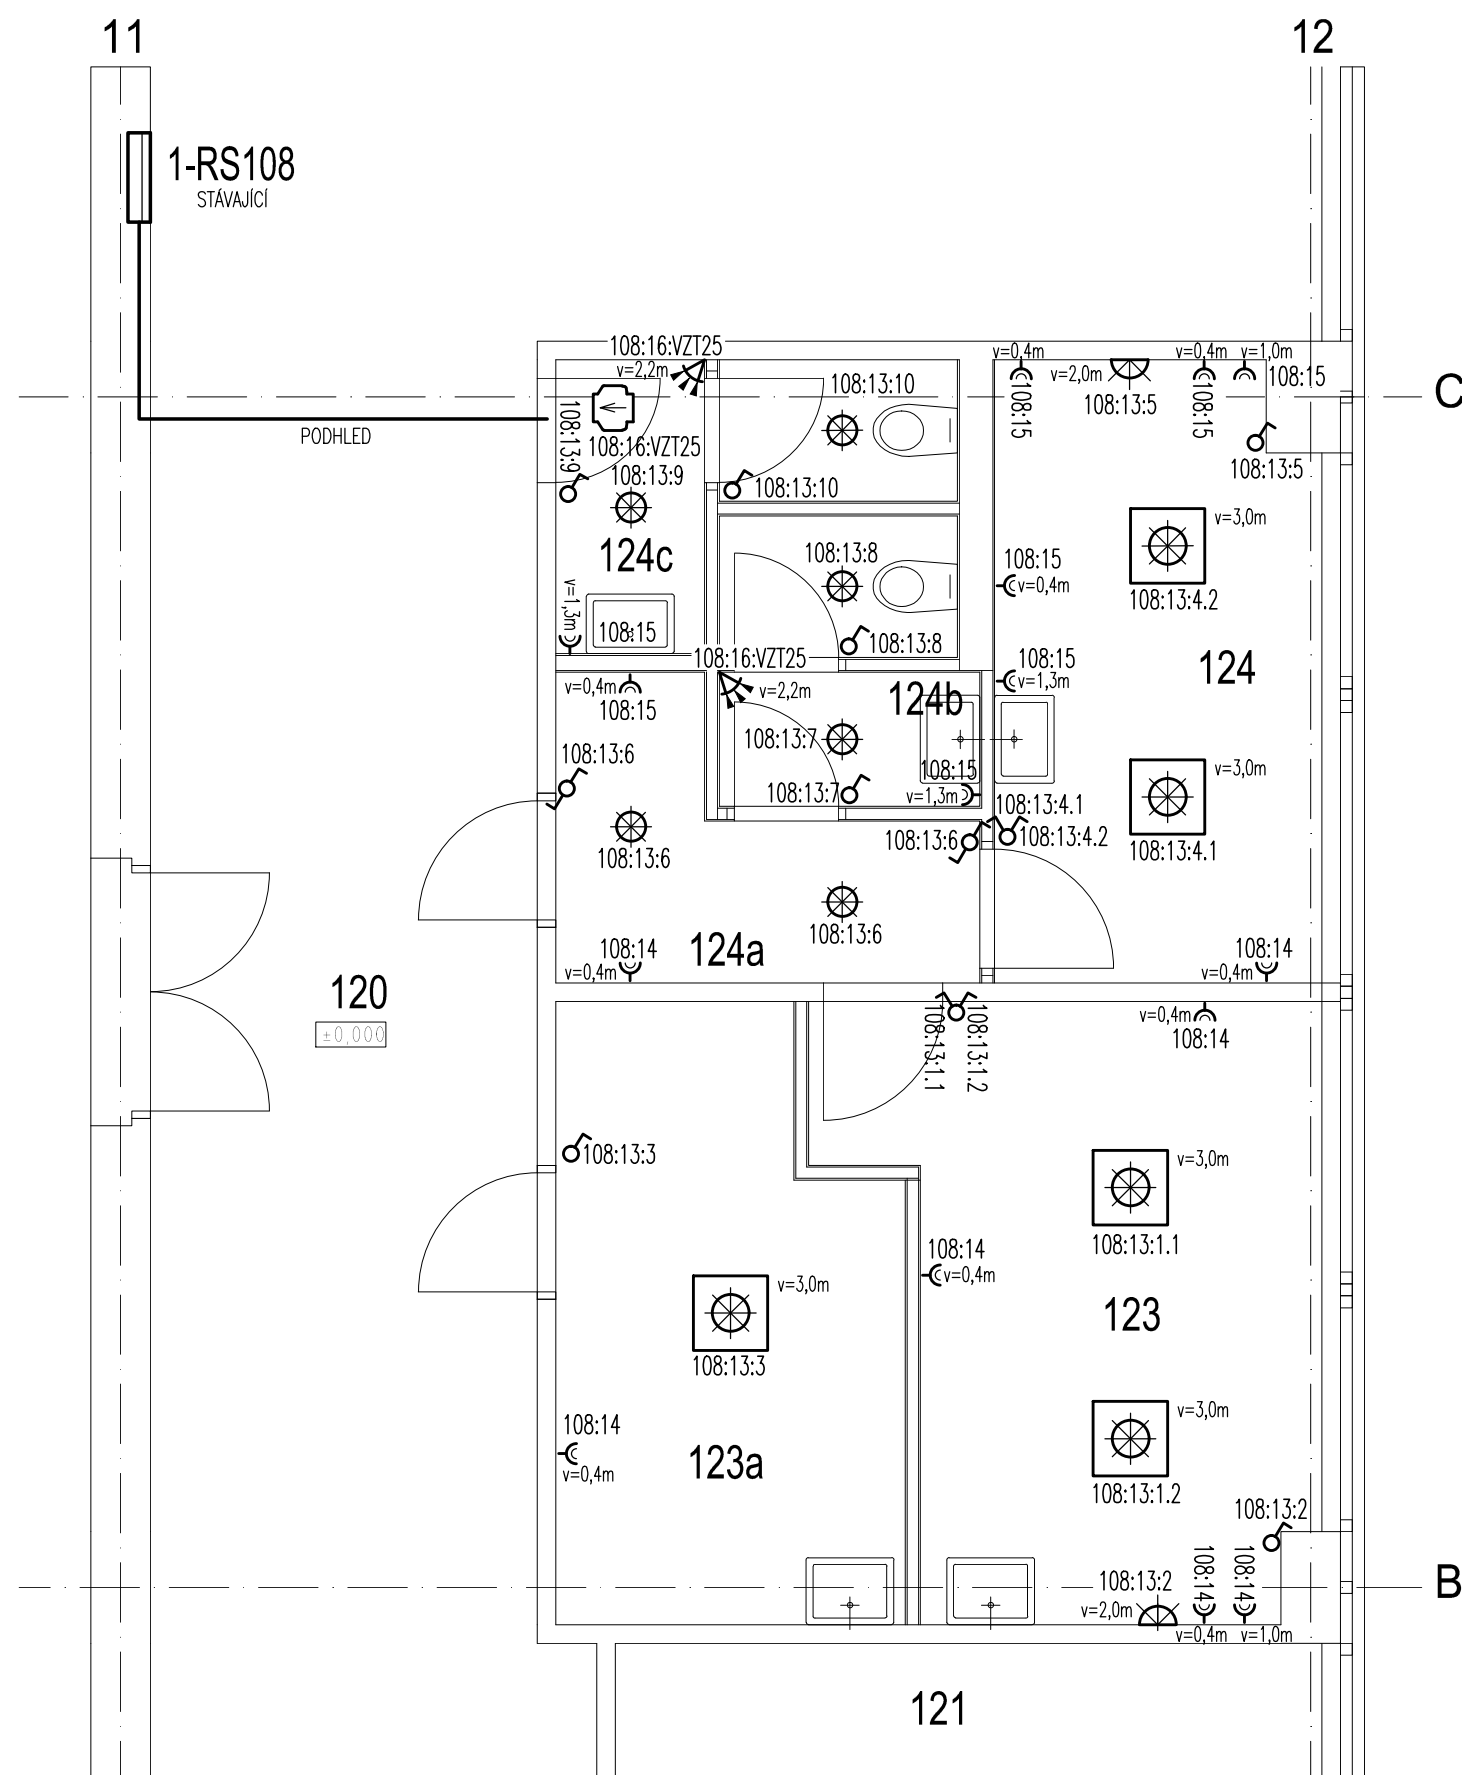 11
12
1-RS108
STÁVAJÍCÍ
108:16:VZT25
v=2,2m
v=0,4m
v=2,0m
v=0,4m
v=1,0m
108:13:10
108:15
108:13:5
108:15
108:15
C
PODHLED
108:13:9
108:16:VZT25
108:13:9
108:13:10
108:13:5
v=3,0m
124c
108:13:8
108:15
v=0,4m
108:13:4.2
v=1,3m
108:15
108:13:8
108:16:VZT25
108:15
v=1,3m
124
v=0,4m
108:15
v=2,2m
124b
108:13:7
108:13:6
108:15
v=3,0m
108:13:7
v=1,3m
108:13:4.1
108:13:4.2
108:13:6
108:13:6
108:13:4.1
108:13:6
124a
108:14
v=0,4m
108:14
v=0,4m
120
±0,000
108:13:1.1
108:13:1.2
v=0,4m
108:14
108:13:3
v=3,0m
108:13:1.1
108:14
v=0,4m
v=3,0m
123
108:13:3
v=3,0m
108:14
v=0,4m
123a
108:13:1.2
108:13:2
108:13:2
v=2,0m
108:14
108:14
v=0,4m
v=1,0m
B
121